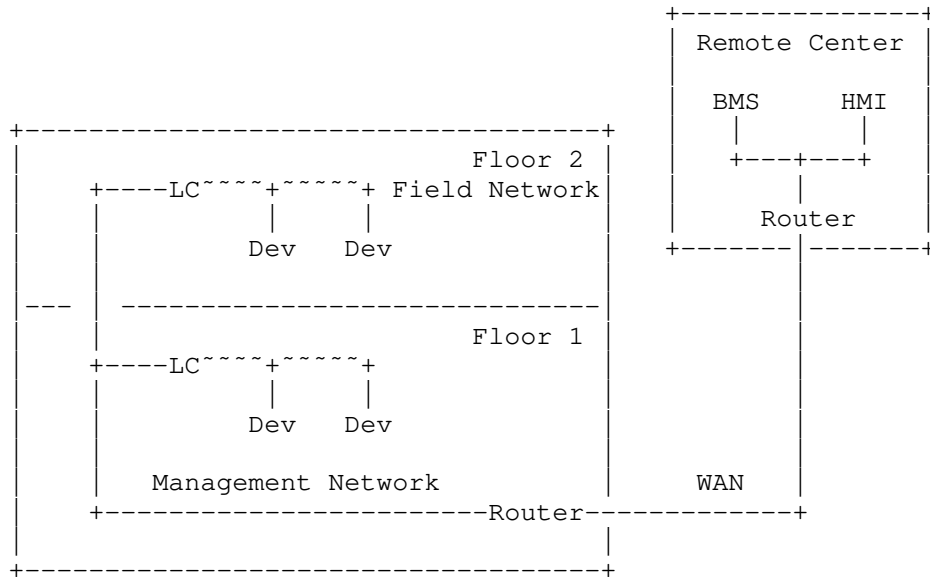 Remote Center
BMS HMI
Floor 2
LC Field Network
Router
Dev Dev
Floor 1
LC
Dev Dev
Management Network WAN
Router